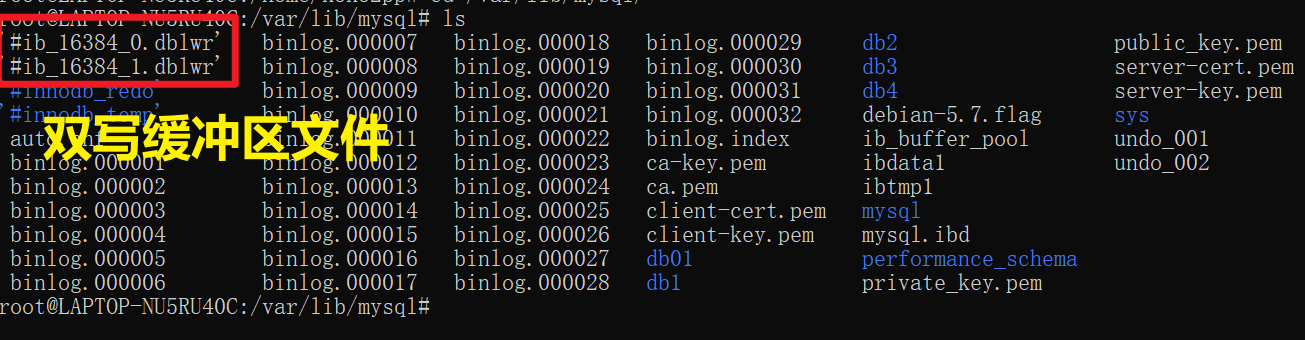 root@LAPTOP-NU5RU40C:/var/lib/mysql# ls
'#ib_16384_0.dblwr' binlog.000007 binlog.000018 binlog.000029 db2 public_key.pem
'#ib_16384_1.dblwr' binlog.000008 binlog.000019 binlog.000030 db3 server-cert.pem
'#innodb_redo' binlog.000009 binlog.000020 binlog.000031 db4 server-key.pem
'#innodb_temp' binlog.000010 binlog.000021 binlog.000032 debian-5.7.flag sys
双写缓冲区文件
binlog.000011 binlog.000022 binlog.index ib_buffer_pool undo_001
binlog.000001 binlog.000012 binlog.000023 ca-key.pem ibdata1 undo_002
binlog.000002 binlog.000013 binlog.000024 ca.pem ibtmp1
binlog.000003 binlog.000014 binlog.000025 client-cert.pem mysql
binlog.000004 binlog.000015 binlog.000026 client-key.pem mysql.ibd
binlog.000005 binlog.000016 binlog.000027 db01 performance_schema
binlog.000006 binlog.000017 binlog.000028 db1 private_key.pem
root@LAPTOP-NU5RU40C:/var/lib/mysql#